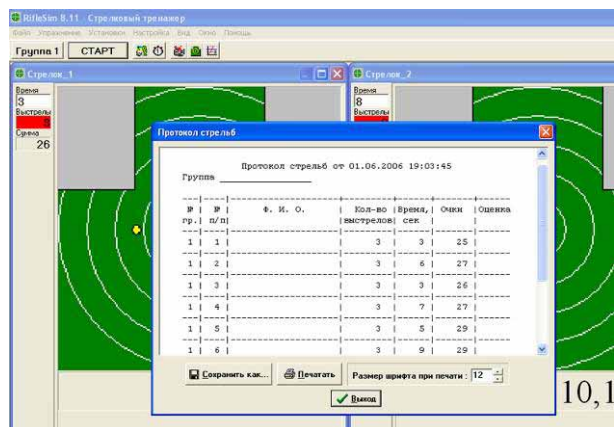 RifleSim 8.11 - Стрелковый тренажер
Файл Упражнение Установки Настройка Вид Окно Помощь
Группа 1 СТАРТ
Стрелок_1
Стрелок_2
Время
3
Выстрелы
Сумма
26
Время
8
Выстрелы
Протокол стрельб
Протокол стрельб от 01.06.2006 19:03:45
Группа
№ | № | Ф. И. О. | Кол-во |Время,| Очки |Оценка
гр.| п/п| |выстрелов| сек | |
1 | 1 | | 3 | 3 | 25 |
1 | 2 | | 3 | 6 | 27 |
1 | 3 | | 3 | 3 | 26 |
1 | 4 | | 3 | 7 | 27 |
1 | 5 | | 3 | 5 | 29 |
1 | 6 | | 3 | 9 | 29 |
Сохранить как... Печатать Размер шрифта при печати : 12
Выход
10,1